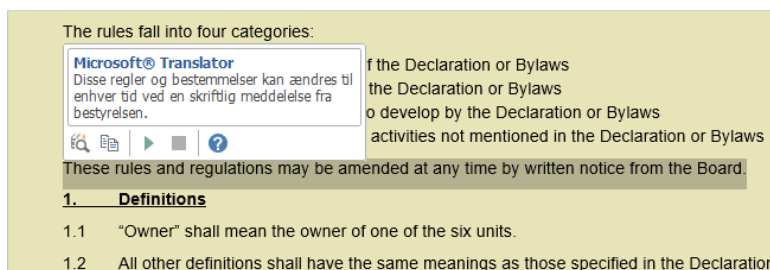 The rules fall into four categories:
Microsoft® Translator
Disse regler og bestemmelser kan ændres til
enhver tid ved en skriftlig meddelelse fra
bestyrelsen.
f the Declaration or Bylaws
the Declaration or Bylaws
o develop by the Declaration or Bylaws
activities not mentioned in the Declaration or Bylaws
These rules and regulations may be amended at any time by written notice from the Board.
1. Definitions
1.1 “Owner” shall mean the owner of one of the six units.
1.2 All other definitions shall have the same meanings as those specified in the Declaration